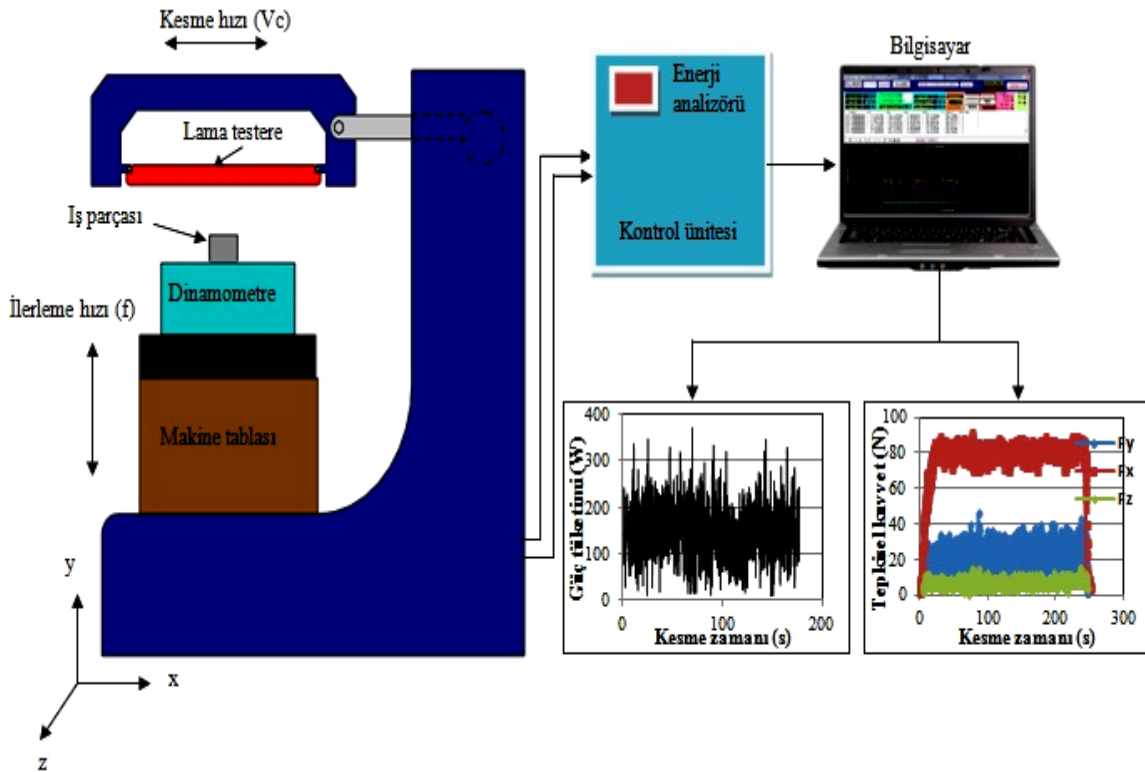 Kesme hızı (Vc)
Lama testere
Iş parçası
Dinamometre
İlerleme hızı (f)
Makine tablası
y
x
z
Enerji
analizörü
Kontrol ünitesi
Bilgisayar
Güç tüketimi (W)
400
300
200
100
0
0
100
200
Kesme zamanı (s)
Tepkisel kuvvet (N)
100
80
60
40
20
0
0
100
200
300
Kesme zamanı (s)
Fy
Fx
Fz